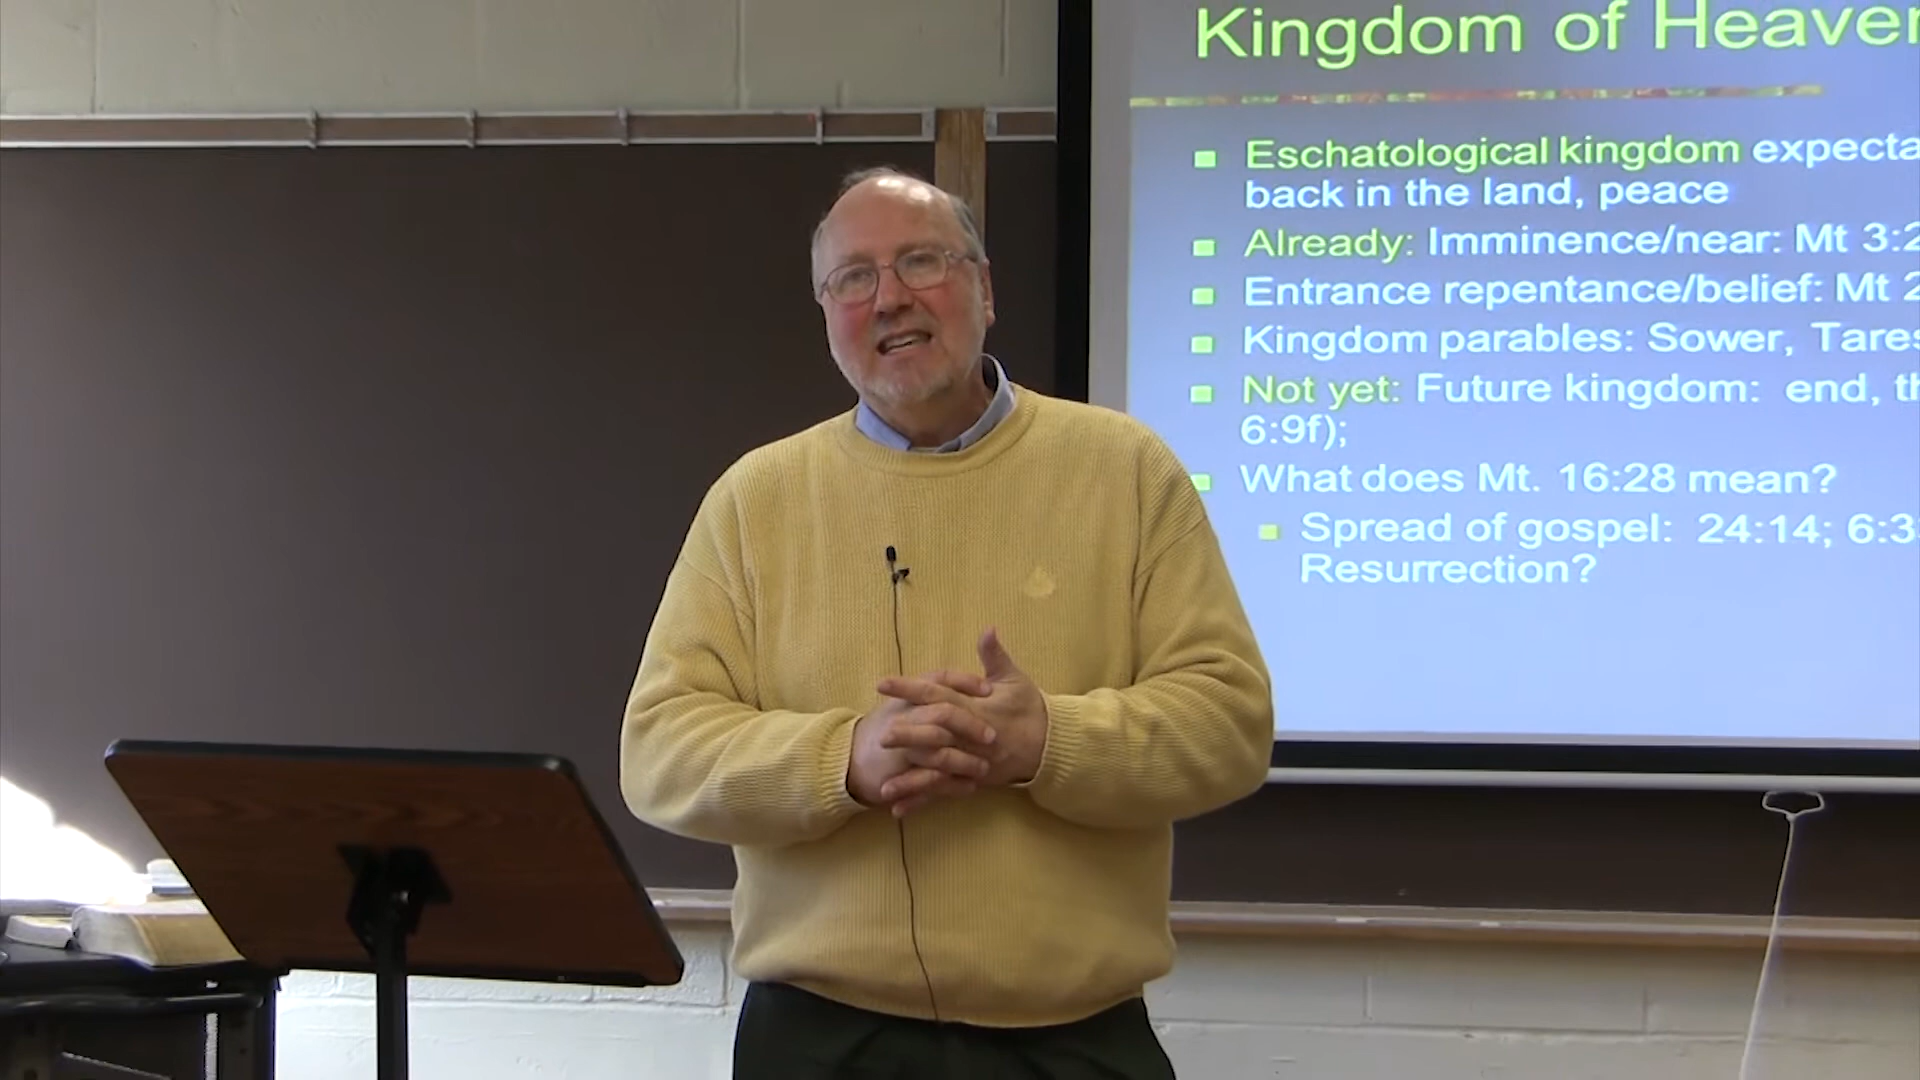 Kingdom of Heaven
Eschatological kingdom expecta
back in the land, peace
Already: Imminence/near: Mt 3:2
Entrance repentance/belief: Mt 2
Kingdom parables: Sower, Tares
Not yet: Future kingdom: end, th
6:9f);
What does Mt. 16:28 mean?
Spread of gospel: 24:14; 6:3
Resurrection?